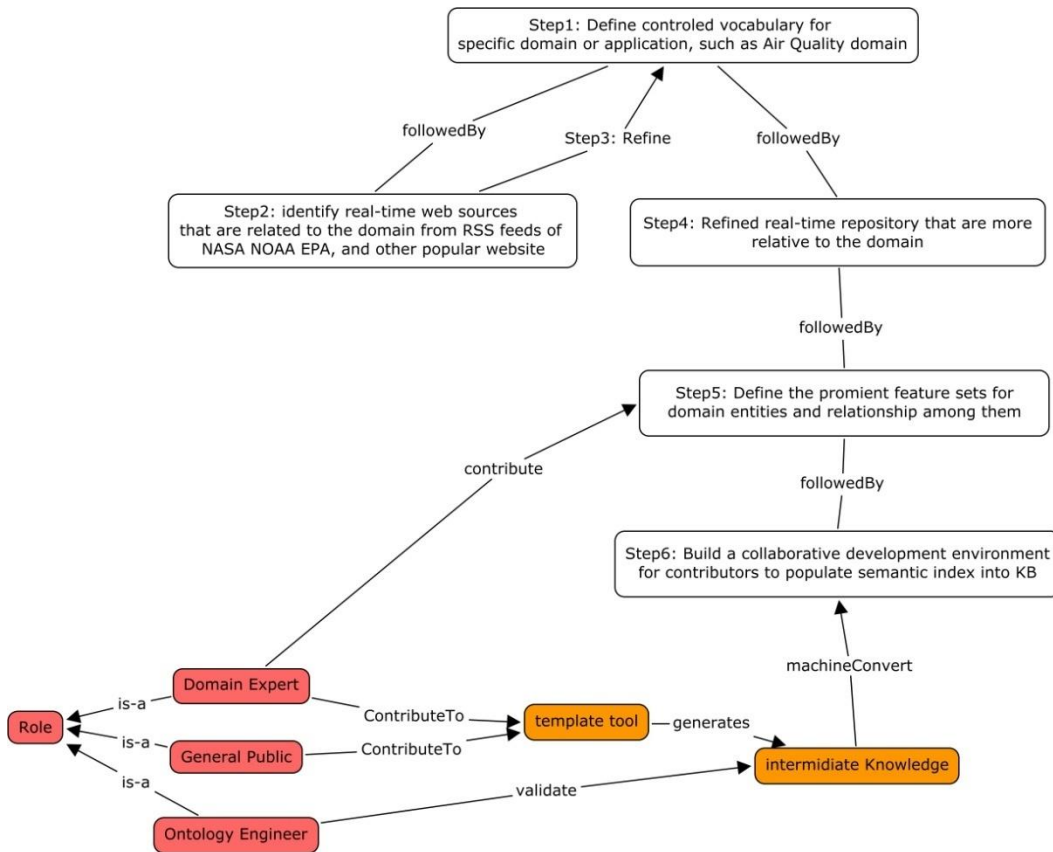 Step1: Define controled vocabulary for
specific domain or application, such as Air Quality domain
followedBy
Step3: Refine
followedBy
Step2: identify real-time web sources
that are related to the domain from RSS feeds of
NASA NOAA EPA, and other popular website
Step4: Refined real-time repository that are more
relative to the domain
followedBy
Step5: Define the promient feature sets for
domain entities and relationship among them
contribute
followedBy
Step6: Build a collaborative development environment
for contributors to populate semantic index into KB
machineConvert
Domain Expert
is-a
Role
ContributeTo
template tool
generates
is-a
General Public
ContributeTo
intermidiate Knowledge
is-a
validate
Ontology Engineer